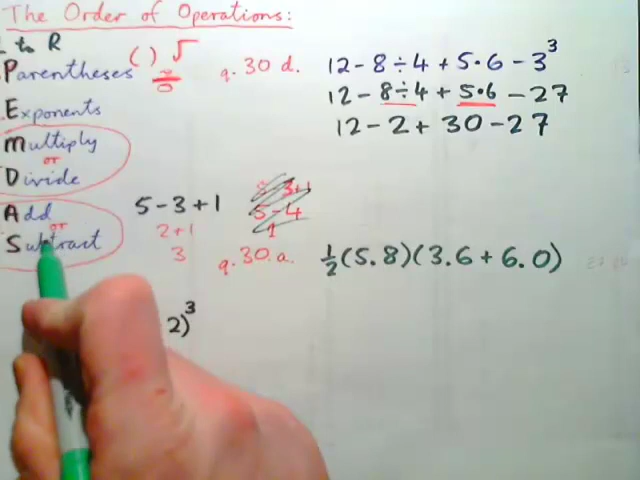 The Order of Operations:
L to R
Parentheses ( ) √
Exponents
Multiply
or
Divide
Add
or
Subtract
q. 30 d. 12 - 8 ÷ 4 + 5 · 6 - 3³
12 - 8 ÷ 4 + 5 · 6 - 27
12 - 2 + 30 - 27
5 - 3 + 1
2 + 1
3
5 - 4
1
q. 30. a. ½ (5.8)(3.6 + 6.0)
2)³